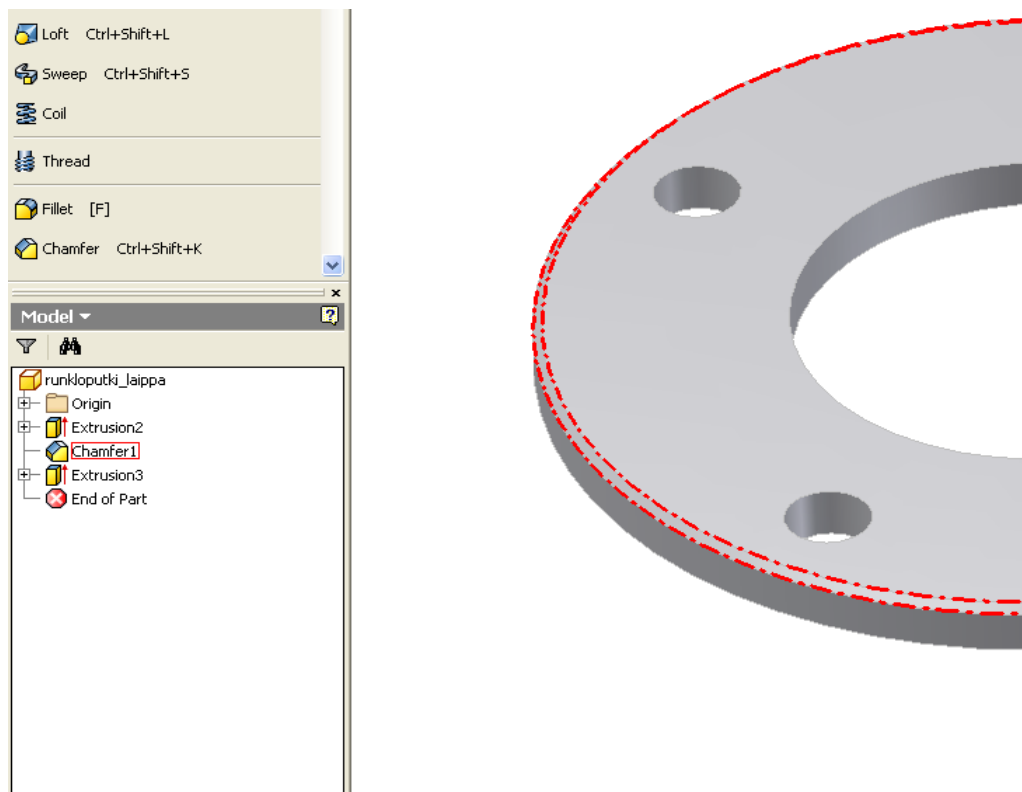 Loft Ctrl+Shift+L
Sweep Ctrl+Shift+S
Coil
Thread
Fillet [F]
Chamfer Ctrl+Shift+K
Model
runkloputki_laippa
Origin
Extrusion2
Chamfer1
Extrusion3
End of Part